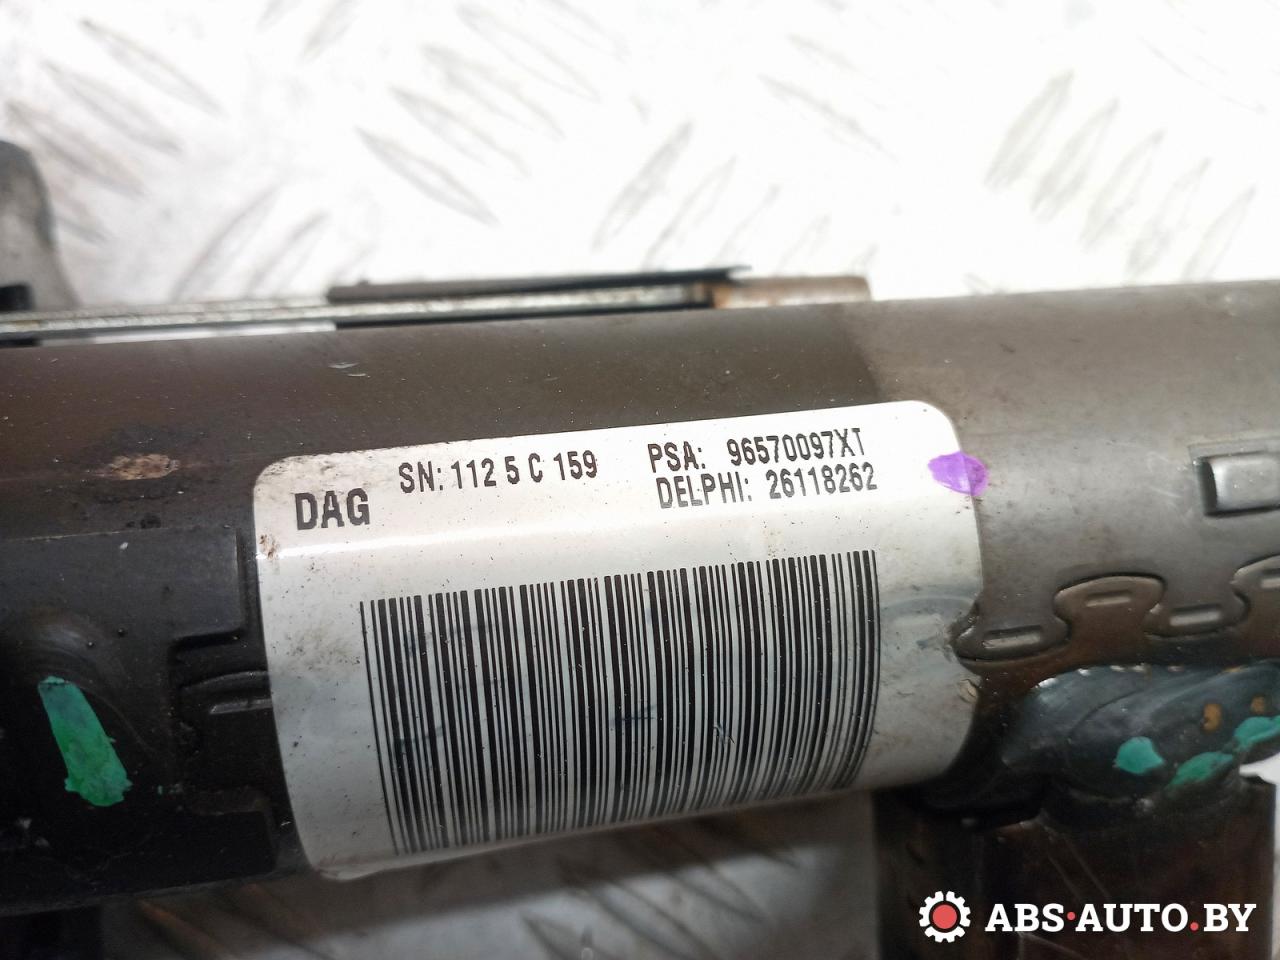 DAG
SN: 112 5 C 159
PSA: 96570097XT
DELPHI: 26118262
ABS·AUTO.BY